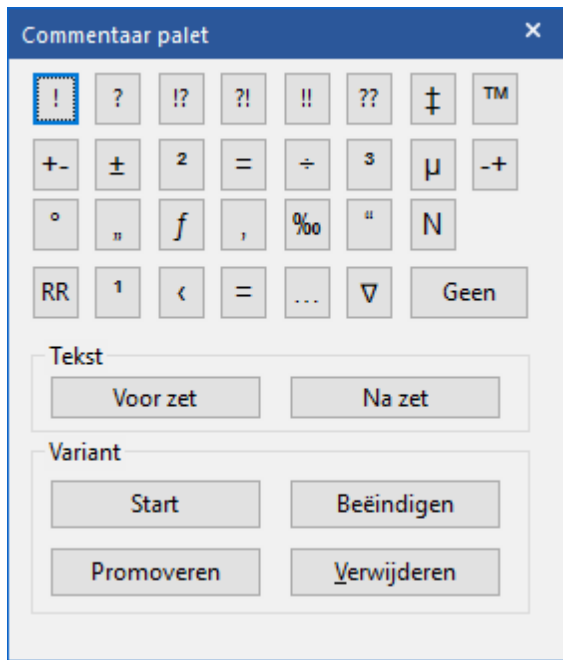 Commentaar palet ×
! ? !? ?! !! ?? ‡ ™
+- ± ² = ÷ ³ µ -+
° „ ƒ ‚ ‰ “ N
RR ¹ ‹ = … ∇ Geen
Tekst
Voor zet Na zet
Variant
Start Beëindigen
Promoveren Verwijderen